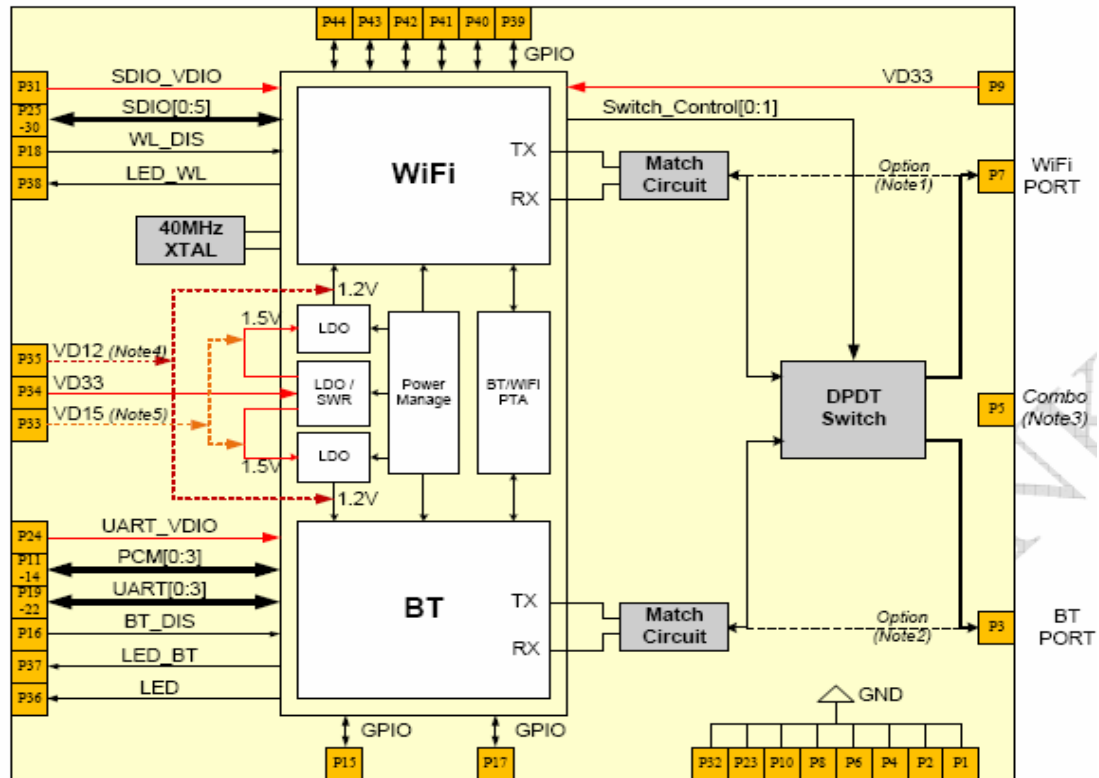 P44 P43 P42 P41 P40 P39
GPIO
P31 SDIO_VDIO
VD33 P9
P25
-30
SDIO[0:5]
Switch_Control[0:1]
P18 WL_DIS
P38 LED_WL
WiFi
TX
RX
Match
Circuit
Option
(Note1)
P7
WiFi
PORT
40MHz
XTAL
1.2V
1.5V
LDO
P35 VD12 (Note4)
P34 VD33
P33 VD15 (Note5)
LDO /
SWR
Power
Manage
BT/WIFI
PTA
DPDT
Switch
P5 Combo
(Note3)
LDO
1.5V
1.2V
P24 UART_VDIO
P11
-14
PCM[0:3]
P19
-22
UART[0:3]
P16 BT_DIS
P37 LED_BT
P36 LED
BT
TX
RX
Match
Circuit
Option
(Note2)
P3
BT
PORT
GND
GPIO GPIO
P15 P17
P32 P23 P10 P8 P6 P4 P2 P1